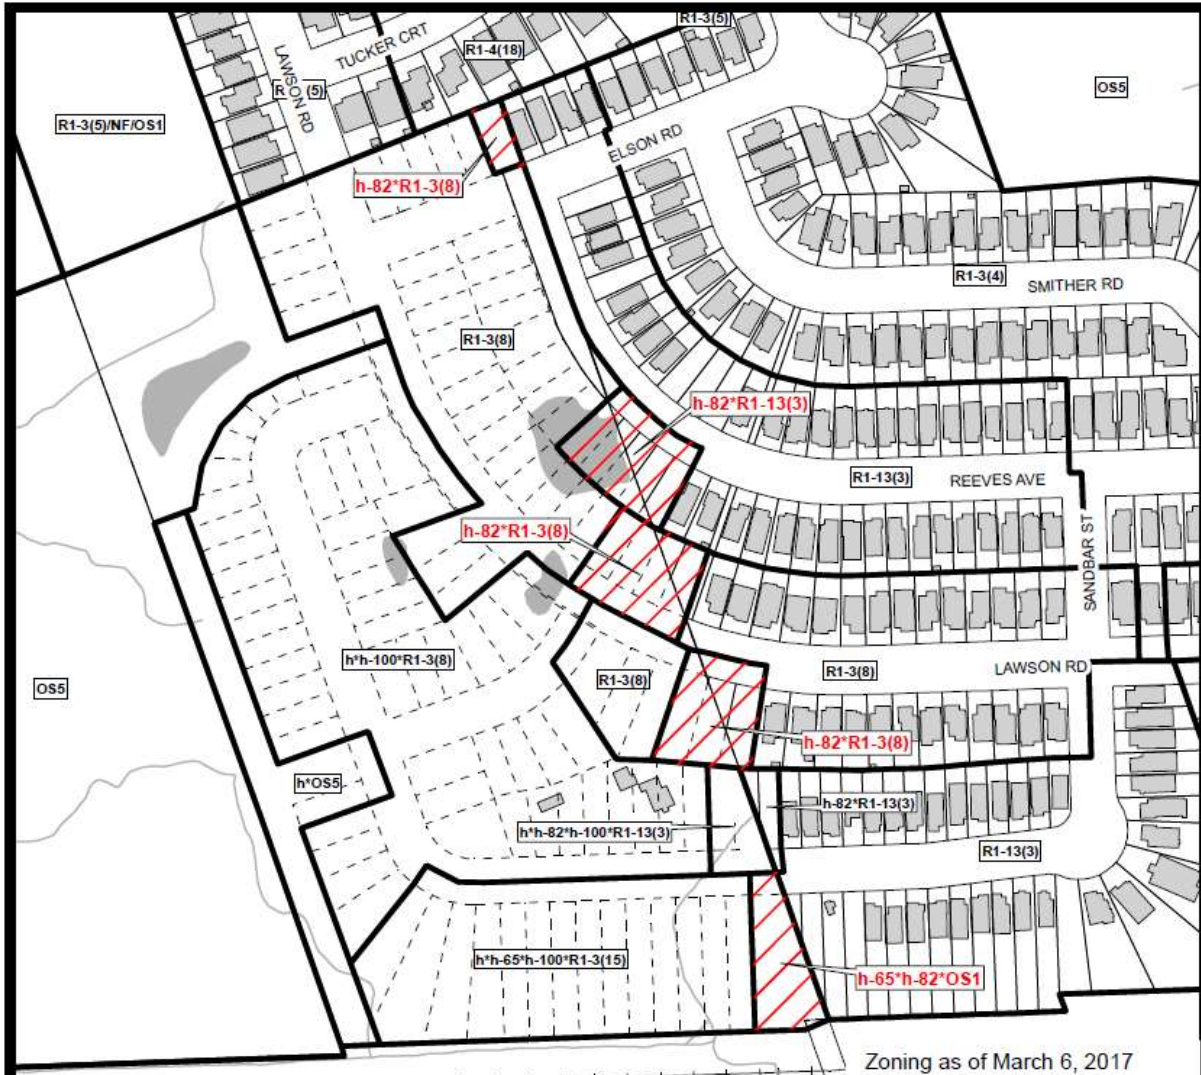 R1-3(5)
TUCKER CRT
R1-4(18)
LAWSON RD
(5)
OS5
R1-3(5)/NF/OS1
ELSON RD
h-82*R1-3(8)
R1-3(4)
SMITHER RD
R1-3(8)
h-82*R1-13(3)
R1-13(3)
REEVES AVE
h-82*R1-3(8)
SANDBAR ST
h*h-100*R1-3(8)
R1-3(8)
R1-3(8)
LAWSON RD
OS5
h-82*R1-3(8)
h*OS5
h-82*R1-13(3)
h*h-82*h-100*R1-13(3)
R1-13(3)
h*h-65*h-100*R1-3(15)
h-65*h-82*OS1
Zoning as of March 6, 2017